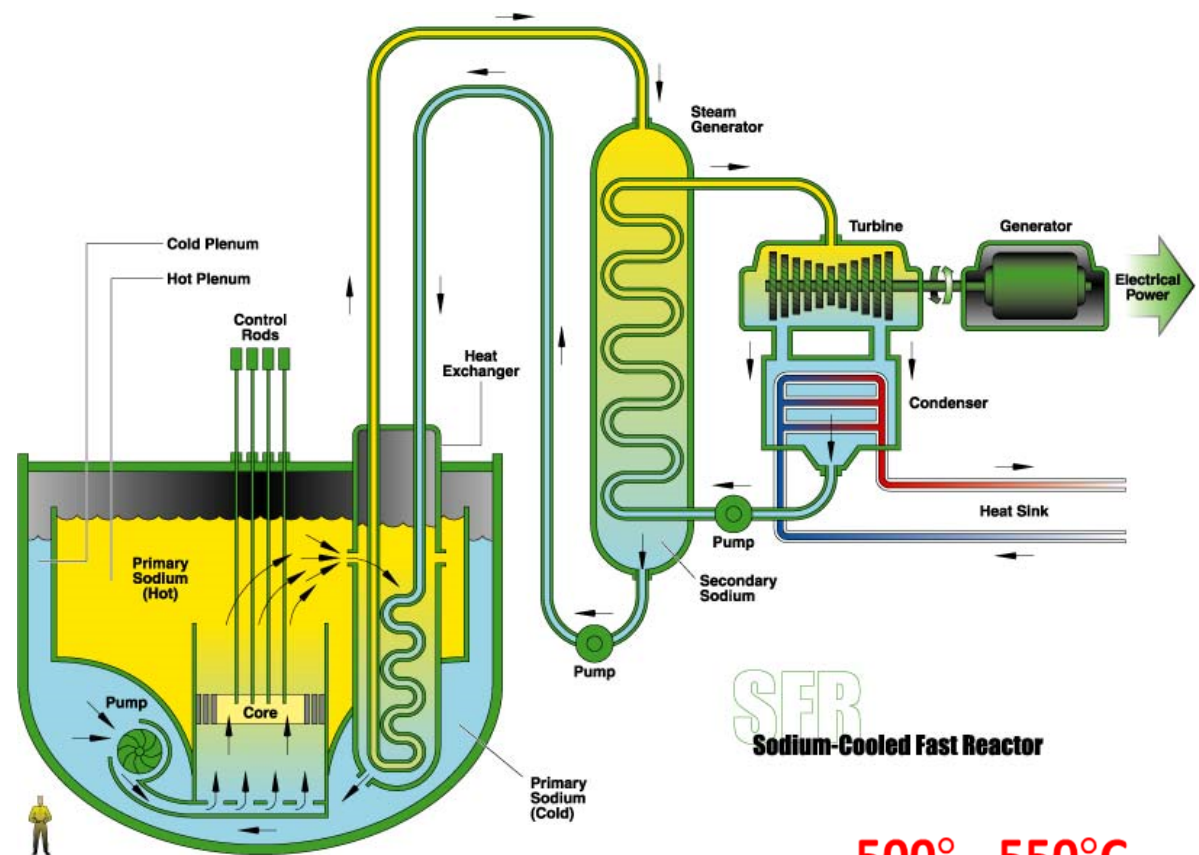 Steam
Generator
Cold Plenum
Hot Plenum
Turbine
Generator
Electrical
Power
Control
Rods
Heat
Exchanger
Condenser
Heat Sink
Pump
Primary
Sodium
(Hot)
Secondary
Sodium
Pump
Pump
Core
SFR
Sodium-Cooled Fast Reactor
Primary
Sodium
(Cold)